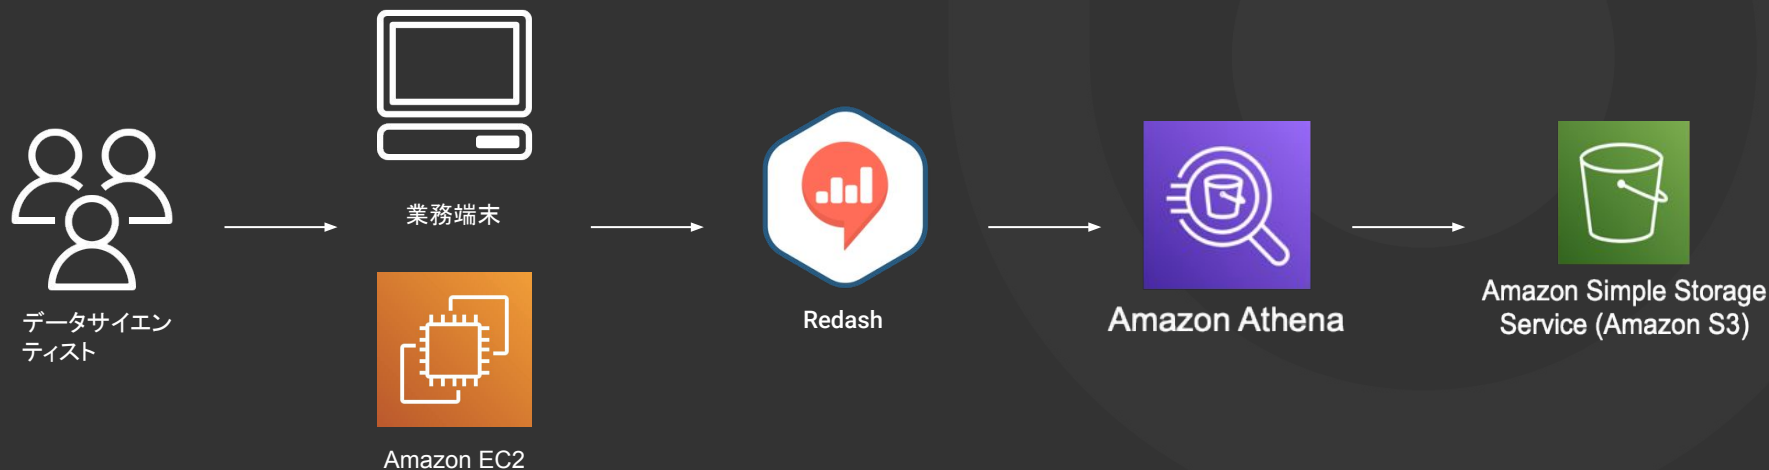 データサイエン
ティスト
業務端末
Amazon EC2
Redash
Amazon Athena
Amazon Simple Storage
Service (Amazon S3)